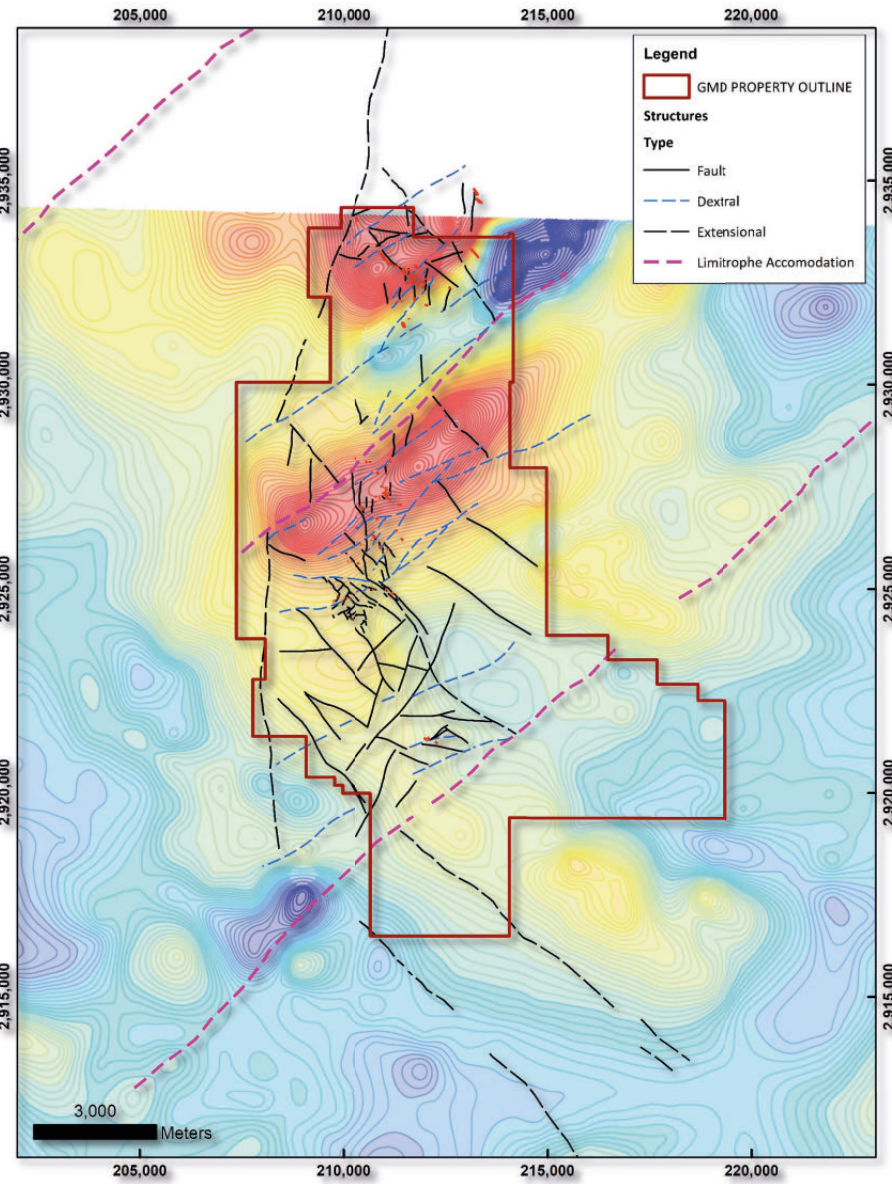 205,000 210,000 215,000 220,000
Legend
GMD PROPERTY OUTLINE
Structures
Type
Fault
Dextral
Extensional
Limitrophe Accomodation
2,935,000 2,935,000
2,930,000 2,930,000
2,925,000 2,925,000
2,920,000 2,920,000
2,915,000 2,915,000
3,000
Meters
205,000 210,000 215,000 220,000